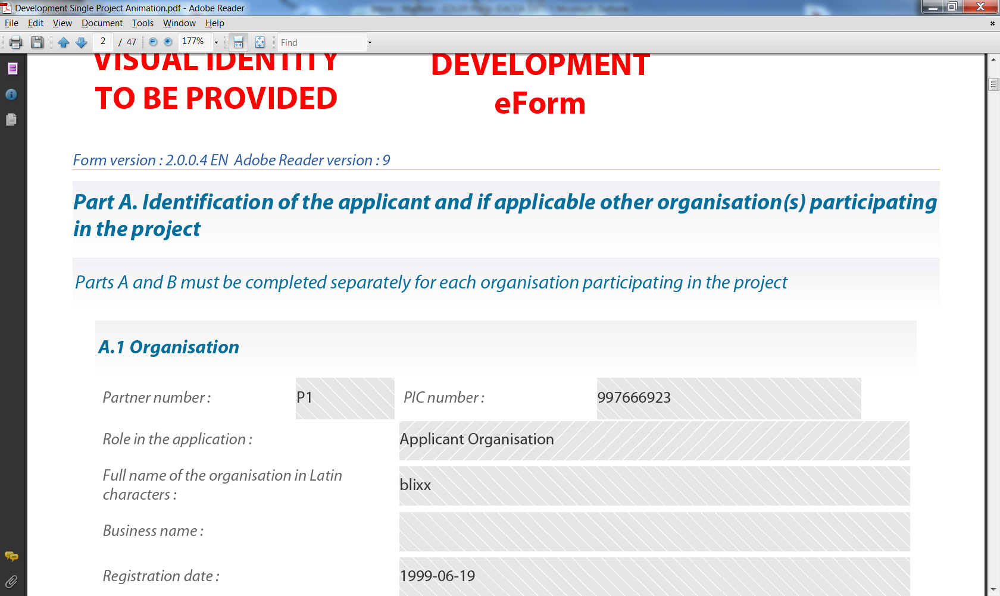 Development Single Project Animation.pdf - Adobe Reader
File Edit View Document Tools Window Help
2 / 47 177% Find
VISUAL IDENTITY
TO BE PROVIDED
DEVELOPMENT
eForm
Form version : 2.0.0.4 EN Adobe Reader version : 9
Part A. Identification of the applicant and if applicable other organisation(s) participating
in the project
Parts A and B must be completed separately for each organisation participating in the project
A.1 Organisation
Partner number : P1 PIC number : 997666923
Role in the application : Applicant Organisation
Full name of the organisation in Latin
characters : blixx
Business name :
Registration date : 1999-06-19